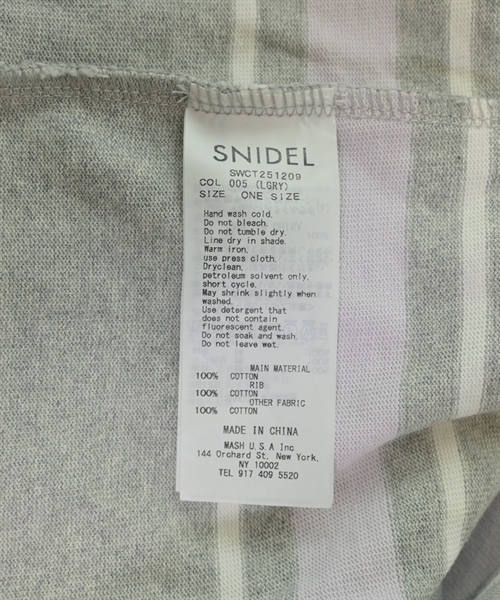 SNIDEL
SWCT251209
COL 005 (LGRY)
SIZE ONE SIZE
Hand wash cold.
Do not bleach.
Do not tumble dry.
Line dry in shade.
Warm iron.
use press cloth.
Dryclean,
petroleum solvent only,
short cycle.
May shrink slightly when
washed.
Use detergent that
does not contain
fluorescent agent.
Do not soak and wash.
Do not leave wet.
MAIN MATERIAL
100% COTTON
RIB
100% COTTON
OTHER FABRIC
100% COTTON
MADE IN CHINA
MASH U.S.A Inc
144 Orchard St. New York.
NY 10002
TEL 917 409 5520